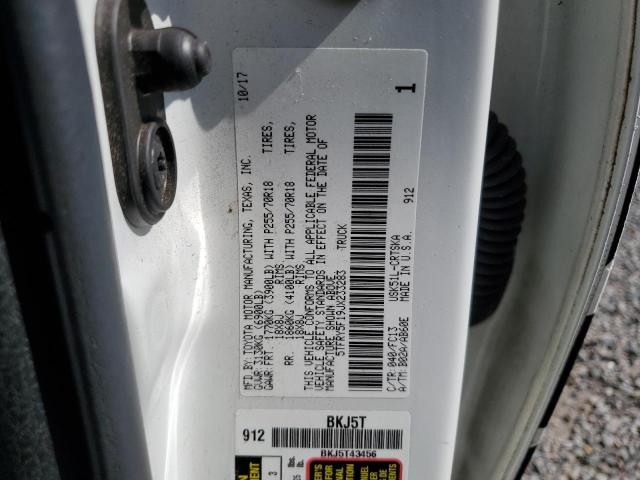 MFD BY: TOYOTA MOTOR MANUFACTURING, TEXAS, INC. 10/17
GVWR: 3130KG (6900LB)
GAWR: FRT. 1770KG (3900LB) WITH P255/70R18 TIRES,
18X8J RIMS
RR. 1860KG (4100LB) WITH P255/70R18 TIRES,
18X8J RIMS
THIS VEHICLE CONFORMS TO ALL APPLICABLE FEDERAL MOTOR
VEHICLE SAFETY STANDARDS IN EFFECT ON THE DATE OF
MANUFACTURE SHOWN ABOVE.
5TFRY5F19JX233283 TRUCK
C/TR: 040/FC13 USK51L-CRTSKA
A/TM: B02A/AB60E MADE IN U.S.A. 912 1
BKJ5T
912
BKJ5T43456